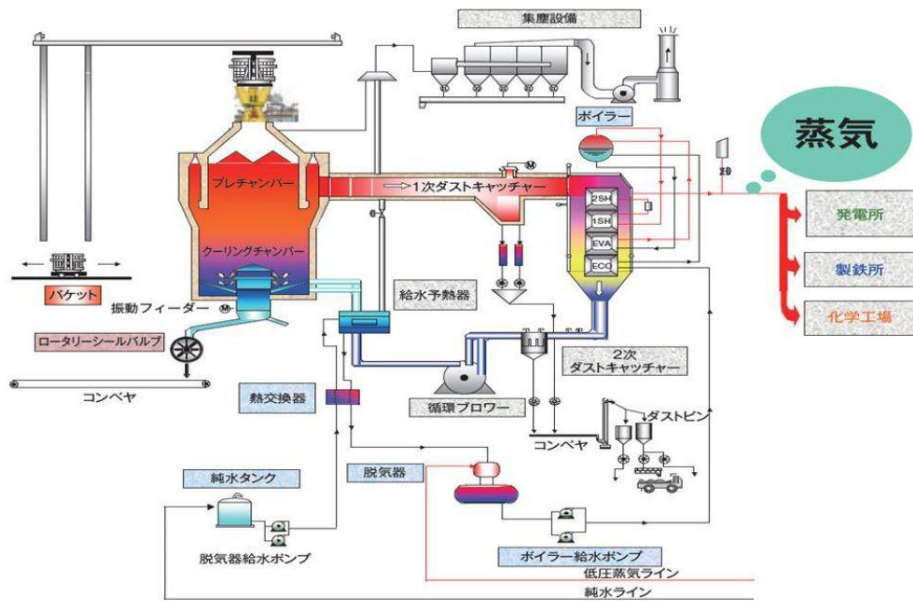 集塵設備
ボイラー
蒸気
プレチャンバー
1次ダストキャッチャー
M
2SH
1SH
EVA
ECO
発電所
製鉄所
化学工場
クーリングチャンバー
バケット
振動フィーダー
M
給水予熱器
ロータリーシールバルブ
コンベヤ
熱交換器
循環ブロワー
2次
ダストキャッチャー
コンベヤ
ダストビン
純水タンク
脱気器
脱気器給水ポンプ
ボイラー給水ポンプ
低圧蒸気ライン
純水ライン